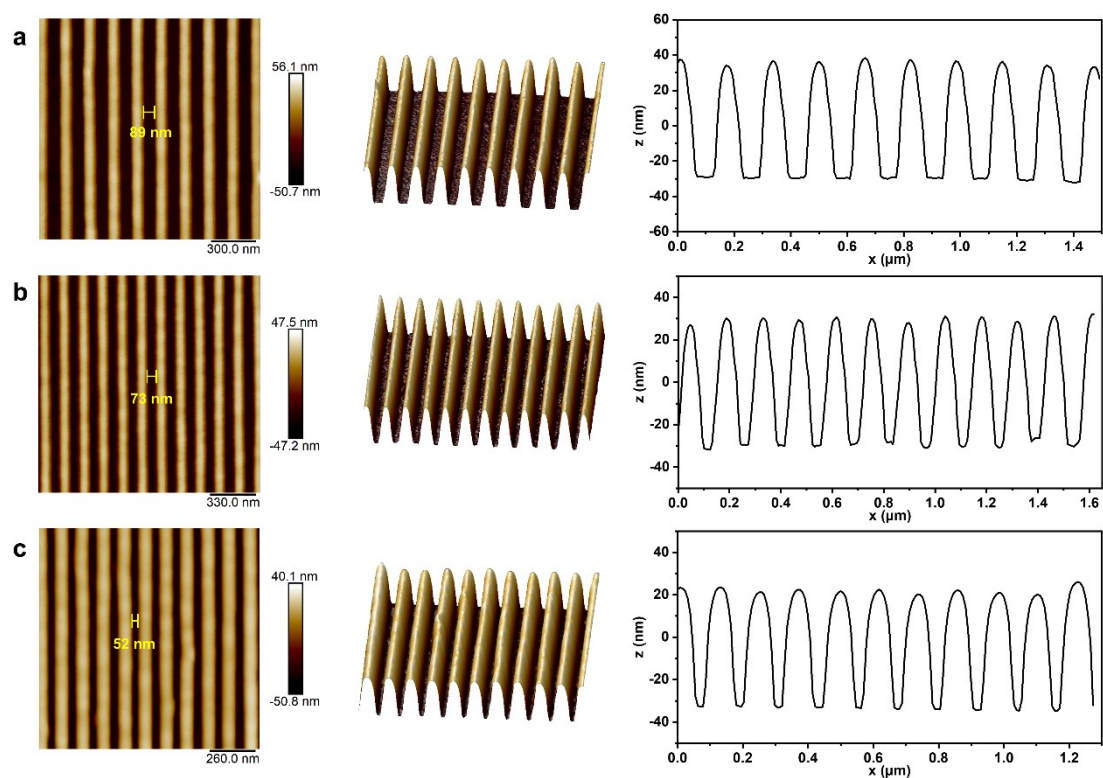 a
89 nm
300.0 nm
56.1 nm
-50.7 nm
z (nm)
60
40
20
0
-20
-40
-60
0.0 0.2 0.4 0.6 0.8 1.0 1.2 1.4
x (µm)
b
73 nm
330.0 nm
47.5 nm
-47.2 nm
z (nm)
40
20
0
-20
-40
0.0 0.2 0.4 0.6 0.8 1.0 1.2 1.4 1.6
x (µm)
c
52 nm
260.0 nm
40.1 nm
-50.8 nm
z (nm)
40
20
0
-20
-40
0.0 0.2 0.4 0.6 0.8 1.0 1.2
x (µm)